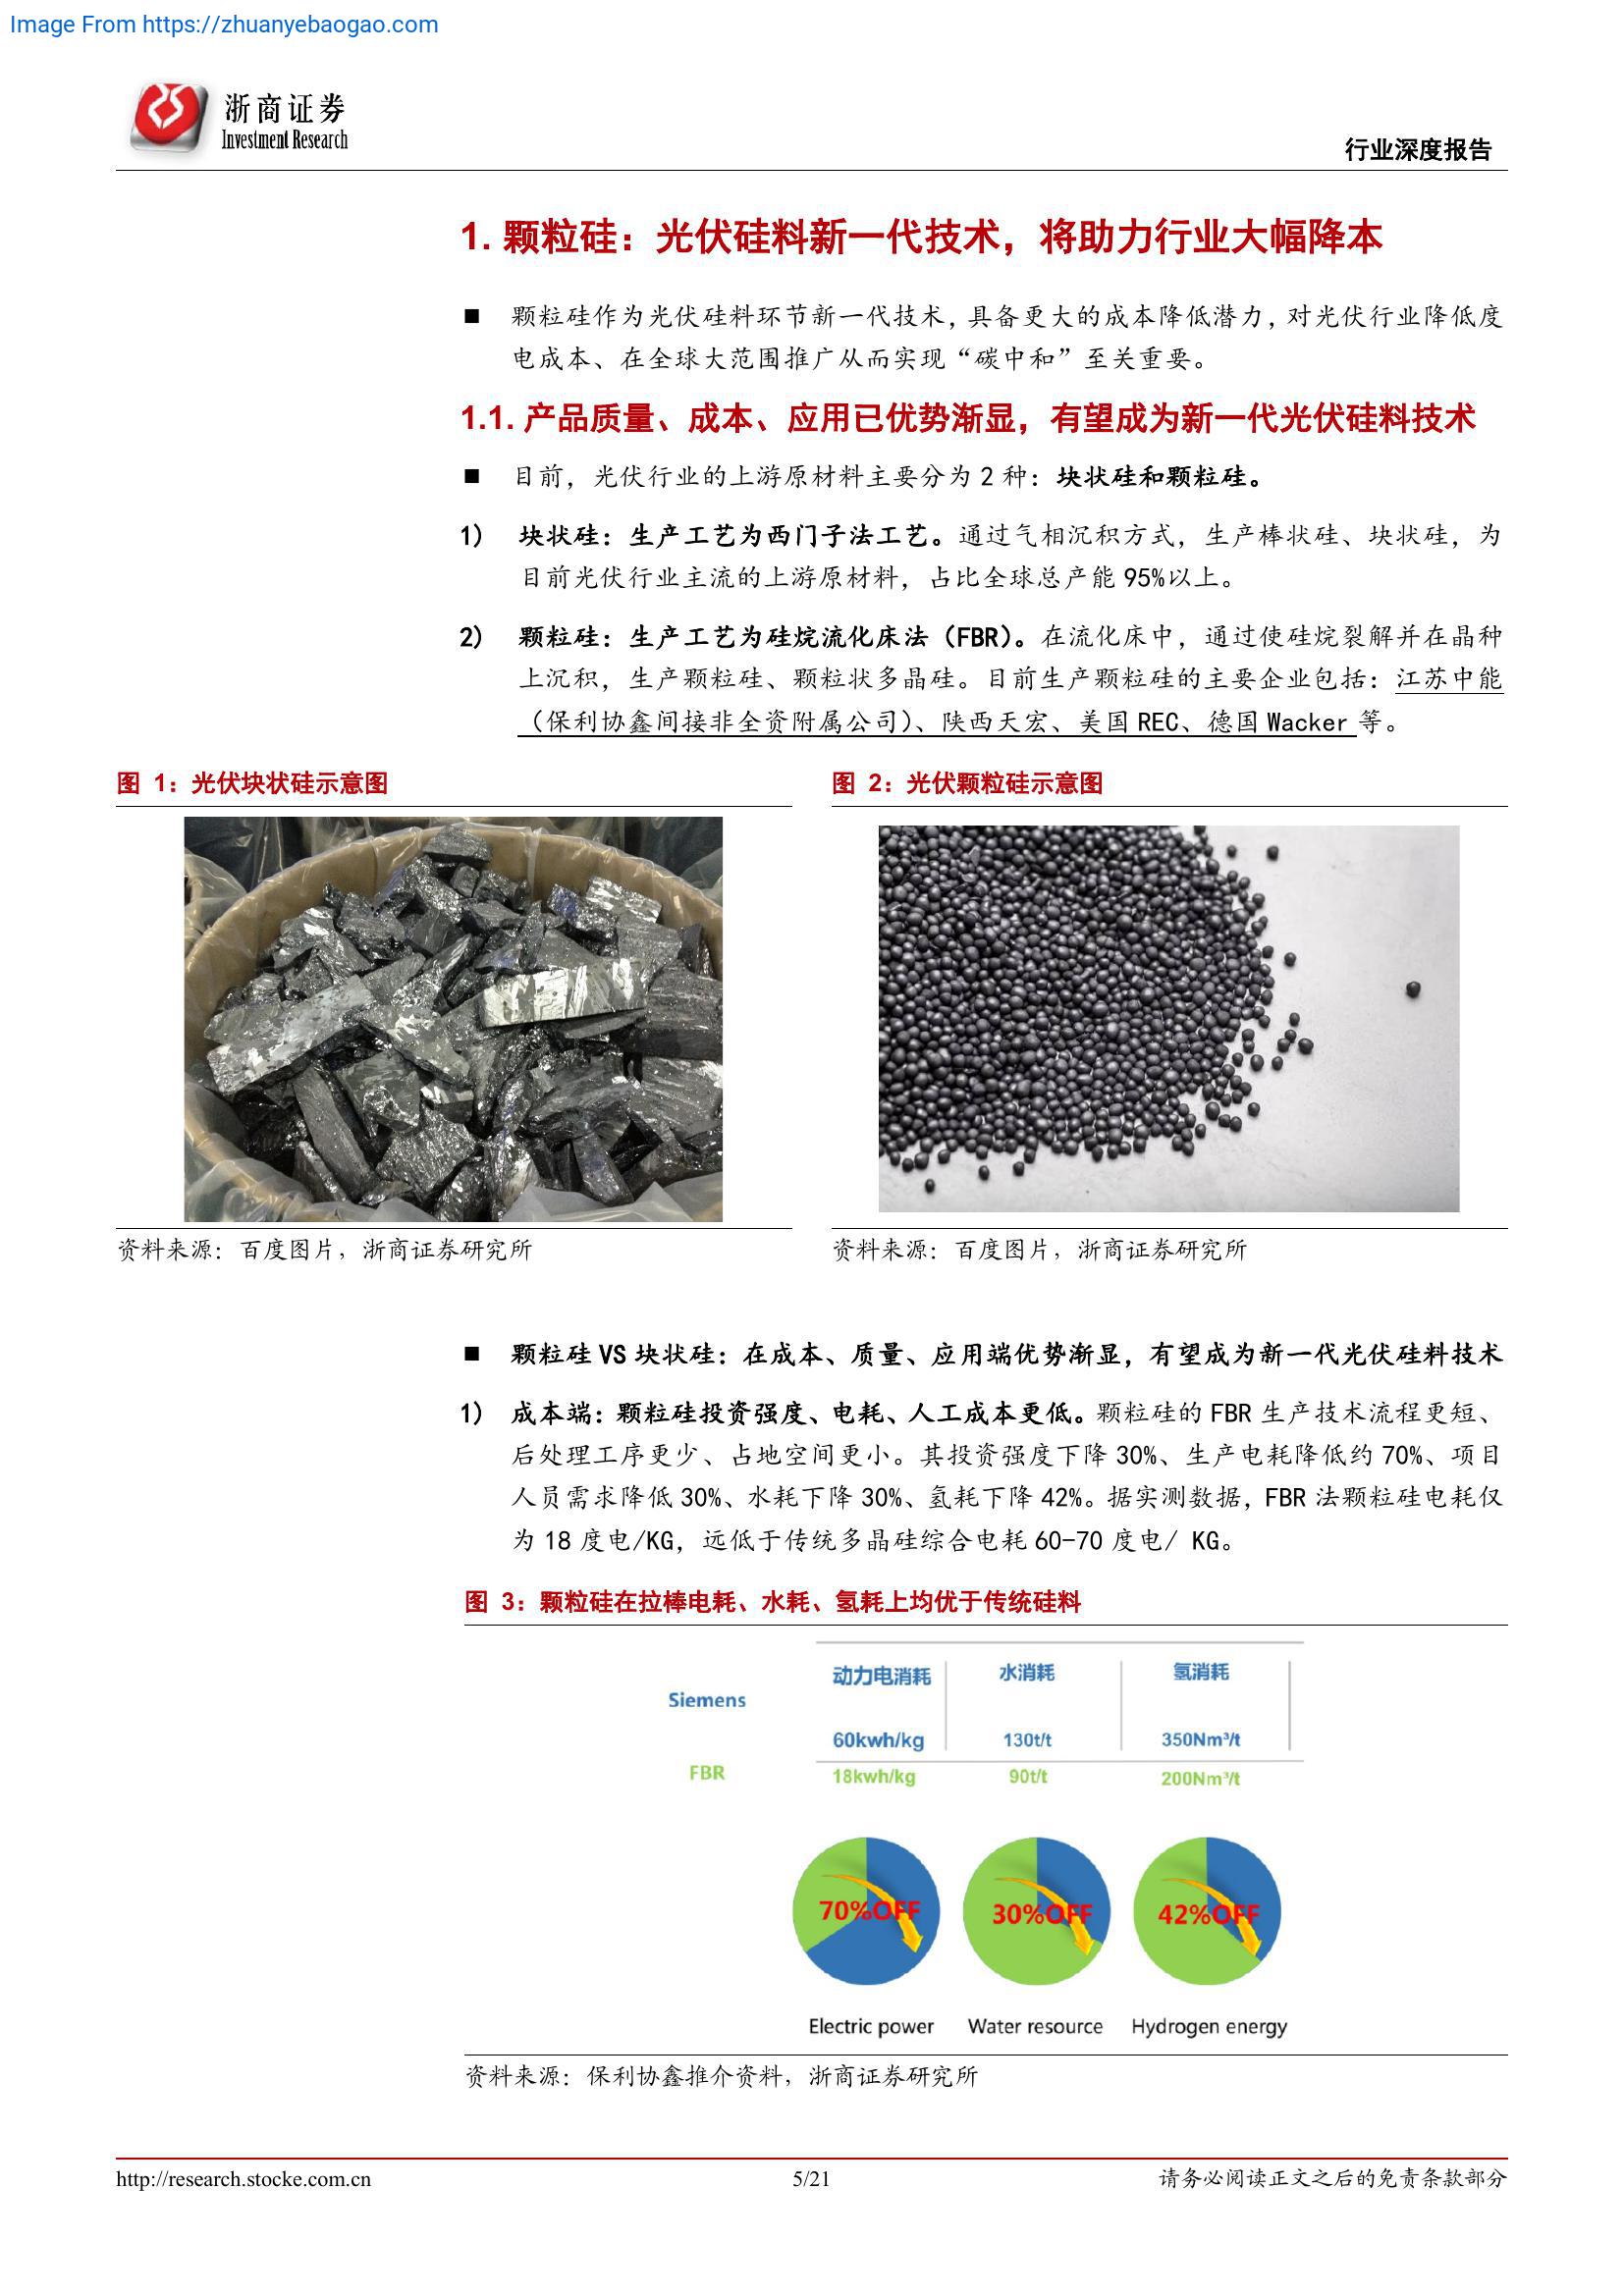 Image From https://zhuanyebaogao.com
浙商证券
Investment Research
行业深度报告
1. 颗粒硅：光伏硅料新一代技术，将助力行业大幅降本
■ 颗粒硅作为光伏硅料环节新一代技术，具备更大的成本降低潜力，对光伏行业降低度
电成本、在全球大范围推广从而实现“碳中和”至关重要。
1.1. 产品质量、成本、应用已优势渐显，有望成为新一代光伏硅料技术
■ 目前，光伏行业的上游原材料主要分为 2 种：块状硅和颗粒硅。
1) 块状硅：生产工艺为西门子法工艺。通过气相沉积方式，生产棒状硅、块状硅，为
目前光伏行业主流的上游原材料，占比全球总产能 95%以上。
2) 颗粒硅：生产工艺为硅烷流化床法（FBR）。在流化床中，通过使硅烷裂解并在晶种
上沉积，生产颗粒硅、颗粒状多晶硅。目前生产颗粒硅的主要企业包括：江苏中能
（保利协鑫间接非全资附属公司）、陕西天宏、美国 REC、德国 Wacker 等。
图 1：光伏块状硅示意图
图 2：光伏颗粒硅示意图
资料来源：百度图片，浙商证券研究所
资料来源：百度图片，浙商证券研究所
■ 颗粒硅 VS 块状硅：在成本、质量、应用端优势渐显，有望成为新一代光伏硅料技术
1) 成本端：颗粒硅投资强度、电耗、人工成本更低。颗粒硅的 FBR 生产技术流程更短、
后处理工序更少、占地空间更小。其投资强度下降 30%、生产电耗降低约 70%、项目
人员需求降低 30%、水耗下降 30%、氢耗下降 42%。据实测数据，FBR 法颗粒硅电耗仅
为 18 度电/KG，远低于传统多晶硅综合电耗 60-70 度电/ KG。
图 3：颗粒硅在拉棒电耗、水耗、氢耗上均优于传统硅料
动力电消耗 水消耗 氢消耗
Siemens
60kwh/kg 130t/t 350Nm³/t
FBR 18kwh/kg 90t/t 200Nm³/t
70%OFF 30%OFF 42%OFF
Electric power Water resource Hydrogen energy
资料来源：保利协鑫推介资料，浙商证券研究所
http://research.stocke.com.cn 5/21 请务必阅读正文之后的免责条款部分